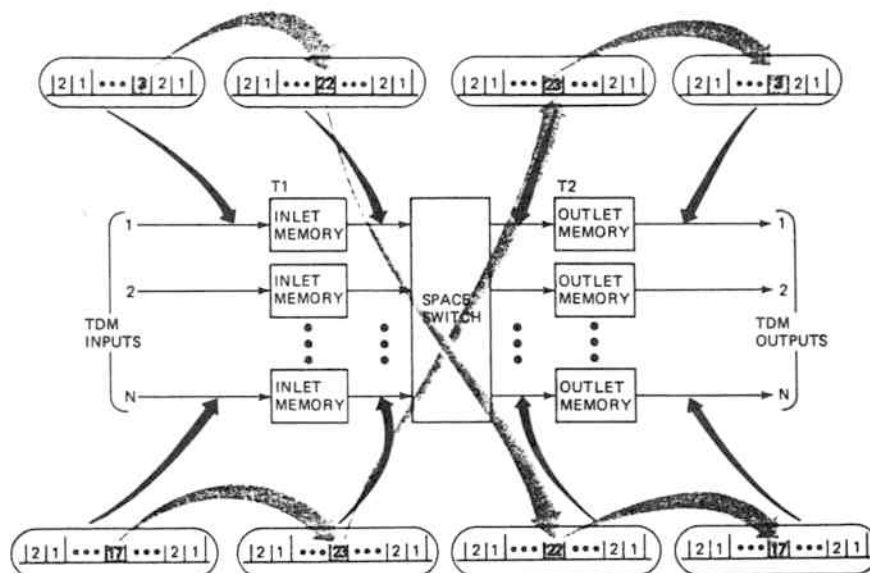 2 1 ••• 3 2 1
2 1 ••• 22 ••• 2 1
2 1 ••• 23 ••• 2 1
2 1 ••• 3 2 1
T1
T2
1
INLET MEMORY
OUTLET MEMORY
1
2
INLET MEMORY
SPACE SWITCH
OUTLET MEMORY
2
TDM INPUTS
TDM OUTPUTS
N
INLET MEMORY
OUTLET MEMORY
N
2 1 ••• 17 ••• 2 1
2 1 ••• 23 ••• 2 1
2 1 ••• 22 ••• 2 1
2 1 ••• 17 ••• 2 1